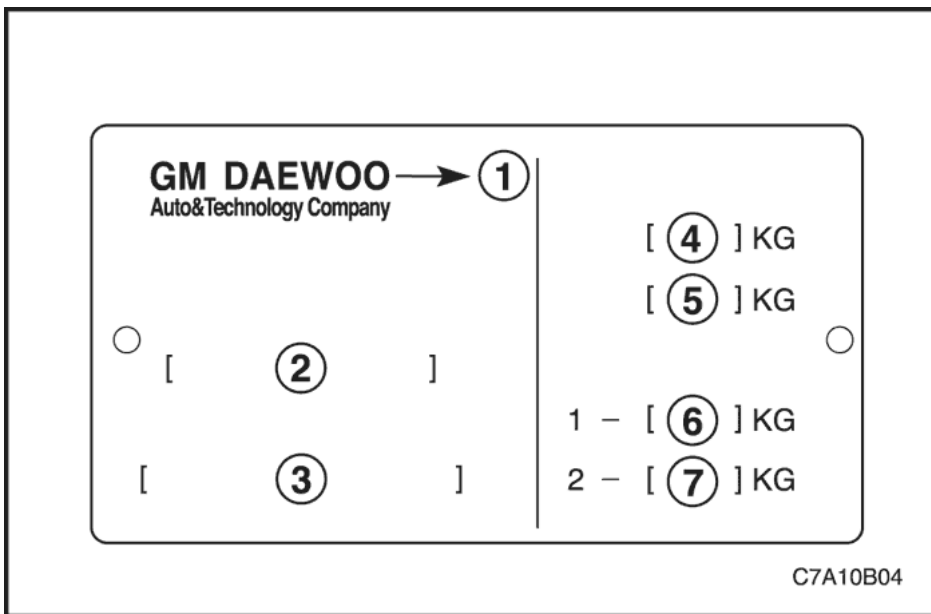 GM DAEWOO → ①
Auto&Technology Company
[ ④ ] KG
[ ⑤ ] KG
[ ② ]
[ ③ ]
1 – [ ⑥ ] KG
2 – [ ⑦ ] KG
C7A10B04